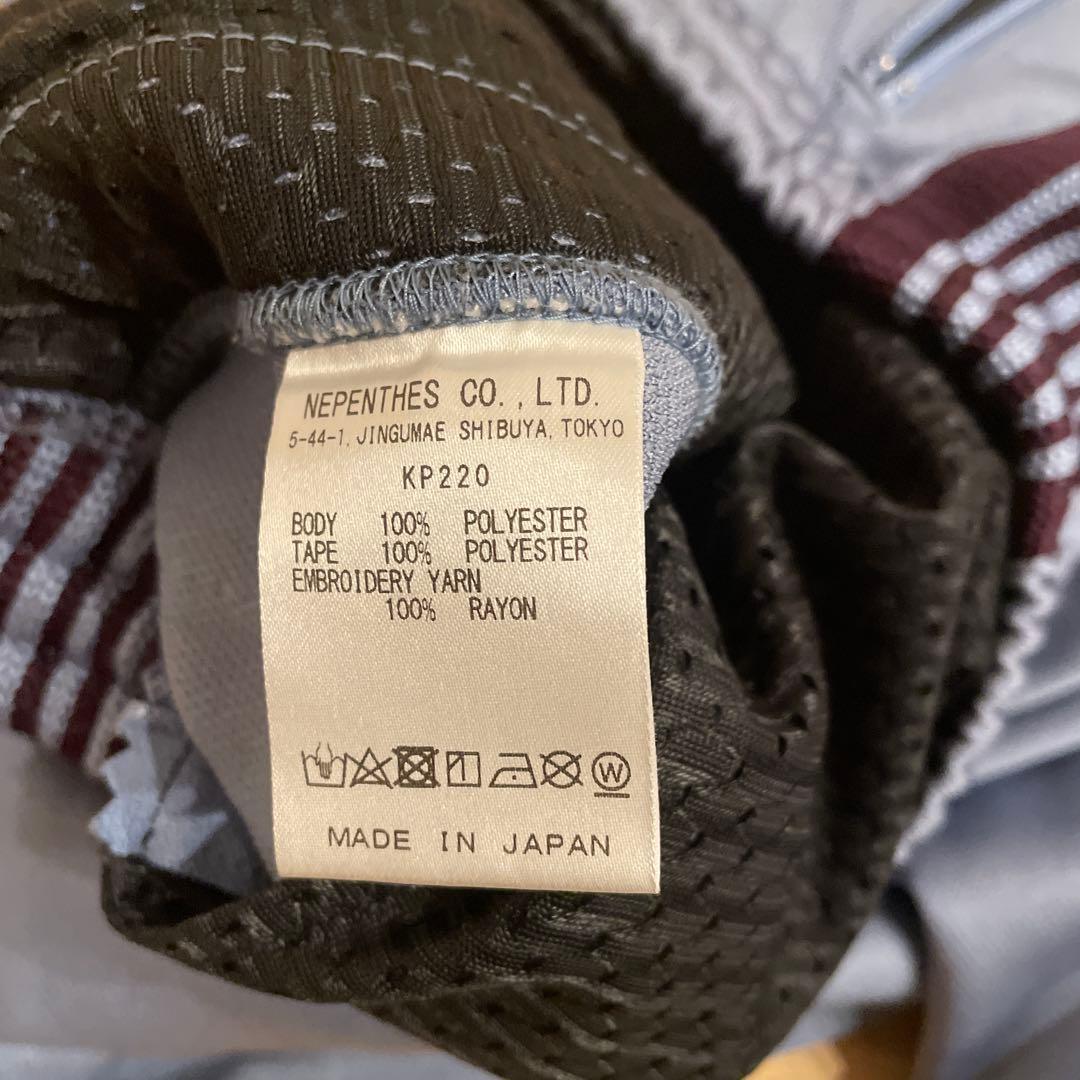 NEPENTHES CO., LTD.
5-44-1, JINGUMAE SHIBUYA, TOKYO
KP220
BODY 100% POLYESTER
TAPE 100% POLYESTER
EMBROIDERY YARN
100% RAYON
W
MADE IN JAPAN